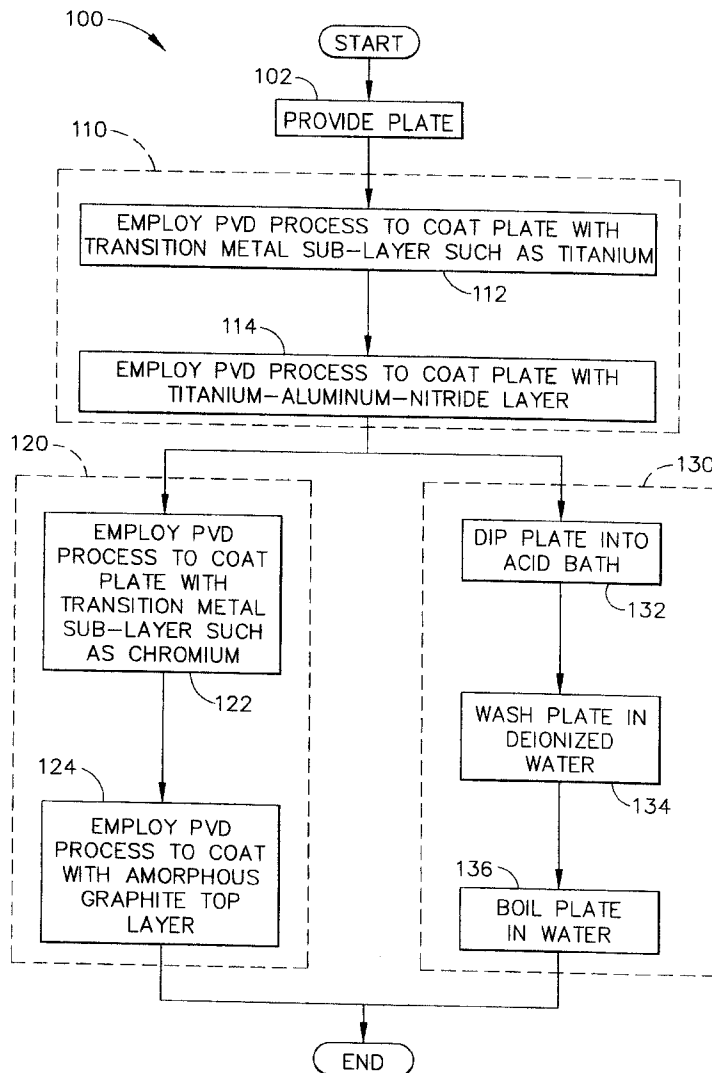 100
START
102
PROVIDE PLATE
110
EMPLOY PVD PROCESS TO COAT PLATE WITH
TRANSITION METAL SUB-LAYER SUCH AS TITANIUM
112
114
EMPLOY PVD PROCESS TO COAT PLATE WITH
TITANIUM-ALUMINUM-NITRIDE LAYER
120
EMPLOY PVD
PROCESS TO COAT
PLATE WITH
TRANSITION METAL
SUB-LAYER SUCH
AS CHROMIUM
122
124
EMPLOY PVD
PROCESS TO COAT
WITH AMORPHOUS
GRAPHITE TOP
LAYER
130
DIP PLATE INTO
ACID BATH
132
WASH PLATE IN
DEIONIZED
WATER
134
136
BOIL PLATE
IN WATER
END